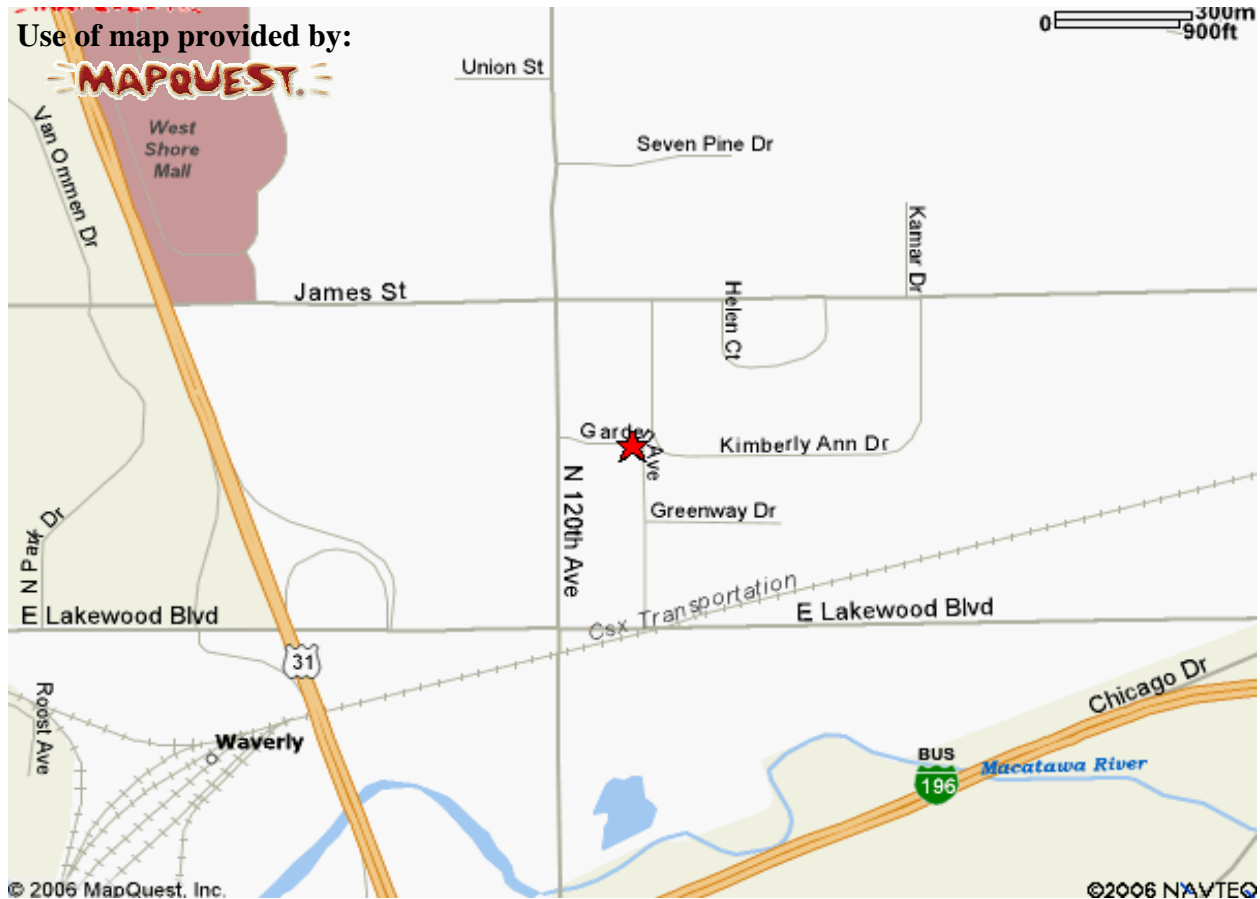 Use of map provided by:
MAPQUEST.
0 300m
900ft
Union St
Van Ommen Dr
West
Shore
Mall
Seven Pine Dr
Kamar Dr
James St
Helen Ct
Kimberly Ann Dr
N 120th Ave
Greenway Dr
N Park Dr
Csx Transportation
E Lakewood Blvd
E Lakewood Blvd
31
Chicago Dr
Roost Ave
Waverly
BUS
196
Macatawa River
© 2006 MapQuest, Inc.
©2006 NAVTEQ